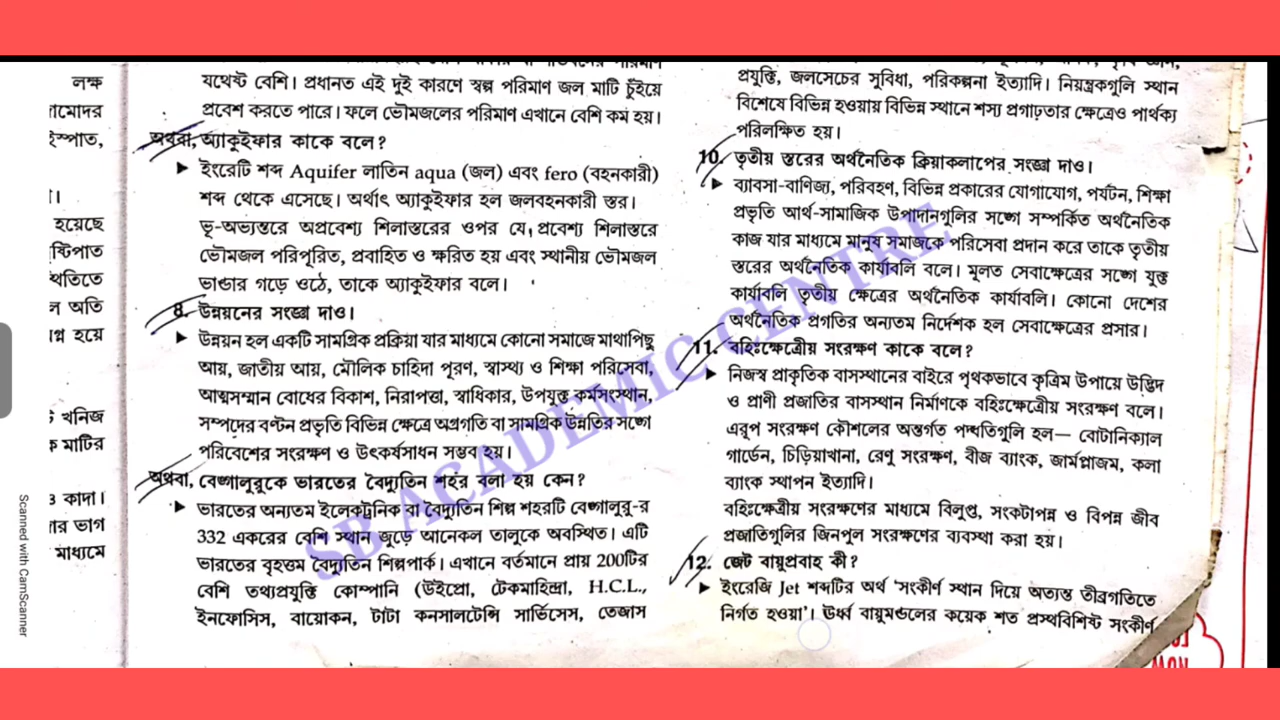 লক্ষ
ামোদর
ইস্পাত,
হয়েছে
ষ্টিপাত
থতিতে
ল অতি
গ্ন হয়ে
খনিজ
মাটির
কাদা।
ার ভাগ
মাধ্যমে
যথেষ্ট বেশি। প্রধানত এই দুই কারণে স্বল্প পরিমাণ জল মাটি চুঁইয়ে
প্রবেশ করতে পারে। ফলে ভৌমজলের পরিমাণ এখানে বেশি কম হয়।
অথবা, অ্যাকুইফার কাকে বলে?
▶ ইংরেটি শব্দ Aquifer লাতিন aqua (জল) এবং fero (বহনকারী)
শব্দ থেকে এসেছে। অর্থাৎ অ্যাকুইফার হল জলবহনকারী স্তর।
ভূ-অভ্যন্তরে অপ্রবেশ্য শিলাস্তরের ওপর যে, প্রবেশ্য শিলাস্তরে
ভৌমজল পরিপূরিত, প্রবাহিত ও ক্ষরিত হয় এবং স্থানীয় ভৌমজল
ভাণ্ডার গড়ে ওঠে, তাকে অ্যাকুইফার বলে।
8. উন্নয়নের সংজ্ঞা দাও।
▶ উন্নয়ন হল একটি সামগ্রিক প্রক্রিয়া যার মাধ্যমে কোনো সমাজে মাথাপিছু
আয়, জাতীয় আয়, মৌলিক চাহিদা পূরণ, স্বাস্থ্য ও শিক্ষা পরিসেবা,
আত্মসম্মান বোধের বিকাশ, নিরাপত্তা, স্বাধিকার, উপযুক্ত কর্মসংস্থান,
সম্পদের বণ্টন প্রভৃতি বিভিন্ন ক্ষেত্রে অগ্রগতি বা সামগ্রিক উন্নতির সঙ্গে
পরিবেশের সংরক্ষণ ও উৎকর্ষসাধন সম্ভব হয়।
অথবা, বেঙ্গালুরুকে ভারতের বৈদ্যুতিন শহর বলা হয় কেন?
▶ ভারতের অন্যতম ইলেকট্রনিক বা বৈদ্যুতিন শিল্প শহরটি বেঙ্গালুরু-র
332 একরের বেশি স্থান জুড়ে আনেকল তালুকে অবস্থিত। এটি
ভারতের বৃহত্তম বৈদ্যুতিন শিল্পপার্ক। এখানে বর্তমানে প্রায় 200টির
বেশি তথ্যপ্রযুক্তি কোম্পানি (উইপ্রো, টেকমাহিন্দ্রা, H.C.L.,
ইনফোসিস, বায়োকন, টাটা কনসালটেন্সি সার্ভিসেস, তেজাস
প্রযুক্তি, জলসেচের সুবিধা, পরিকল্পনা ইত্যাদি। নিয়ন্ত্রকগুলি স্থান
বিশেষে বিভিন্ন হওয়ায় বিভিন্ন স্থানে শস্য প্রগাঢ়তার ক্ষেত্রেও পার্থক্য
পরিলক্ষিত হয়।
10. তৃতীয় স্তরের অর্থনৈতিক ক্রিয়াকলাপের সংজ্ঞা দাও।
▶ ব্যাবসা-বাণিজ্য, পরিবহণ, বিভিন্ন প্রকারের যোগাযোগ, পর্যটন, শিক্ষা
প্রভৃতি আর্থ-সামাজিক উপাদানগুলির সঙ্গে সম্পর্কিত অর্থনৈতিক
কাজ যার মাধ্যমে মানুষ সমাজকে পরিসেবা প্রদান করে তাকে তৃতীয়
স্তরের অর্থনৈতিক কার্যাবলি বলে। মূলত সেবাক্ষেত্রের সঙ্গে যুক্ত
কার্যাবলি তৃতীয় ক্ষেত্রের অর্থনৈতিক কার্যাবলি। কোনো দেশের
অর্থনৈতিক প্রগতির অন্যতম নির্দেশক হল সেবাক্ষেত্রের প্রসার।
11. বহিঃক্ষেত্রীয় সংরক্ষণ কাকে বলে?
▶ নিজস্ব প্রাকৃতিক বাসস্থানের বাইরে পৃথকভাবে কৃত্রিম উপায়ে উদ্ভিদ
ও প্রাণী প্রজাতির বাসস্থান নির্মাণকে বহিঃক্ষেত্রীয় সংরক্ষণ বলে।
এরূপ সংরক্ষণ কৌশলের অন্তর্গত পদ্ধতিগুলি হল— বোটানিক্যাল
গার্ডেন, চিড়িয়াখানা, রেণু সংরক্ষণ, বীজ ব্যাংক, জার্মপ্লাজম, কলা
ব্যাংক স্থাপন ইত্যাদি।
বহিঃক্ষেত্রীয় সংরক্ষণের মাধ্যমে বিলুপ্ত, সংকটাপন্ন ও বিপন্ন জীব
প্রজাতিগুলির জিনপুল সংরক্ষণের ব্যবস্থা করা হয়।
12. জেট বায়ুপ্রবাহ কী?
▶ ইংরেজি Jet শব্দটির অর্থ 'সংকীর্ণ স্থান দিয়ে অত্যন্ত তীব্রগতিতে
নির্গত হওয়া'। ঊর্ধ্ব বায়ুমণ্ডলের কয়েক শত প্রস্থবিশিষ্ট সংকীর্ণ
SB ACADEMIC CENTRE
Scanned with CamScanner